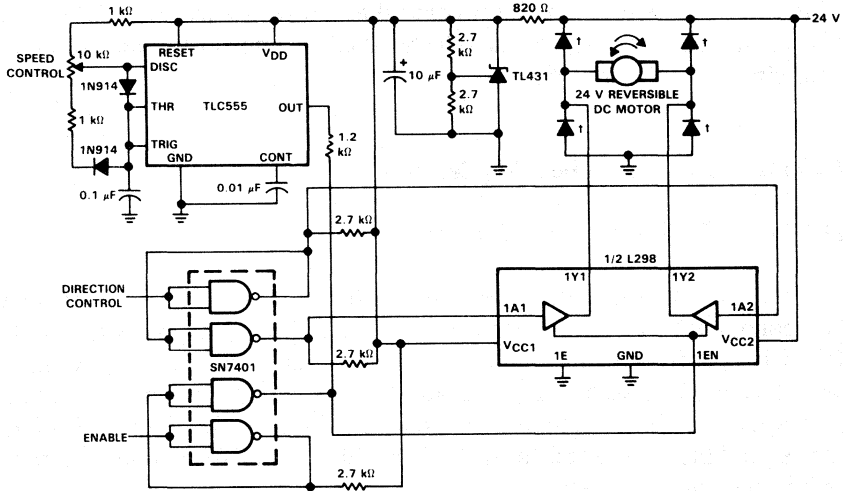 1 kΩ
820 Ω
24 V
SPEED
CONTROL
10 kΩ
RESET
VDD
DISC
1N914
THR
TLC555
OUT
1 kΩ
TRIG
1N914
GND
CONT
0.1 μF
0.01 μF
1.2
kΩ
+
10 μF
2.7
kΩ
2.7
kΩ
TL431
†
†
24 V REVERSIBLE
DC MOTOR
†
†
2.7 kΩ
DIRECTION
CONTROL
1/2 L298
1Y1
1Y2
1A1
1A2
VCC1
VCC2
1E
GND
1EN
2.7 kΩ
SN7401
ENABLE
2.7 kΩ